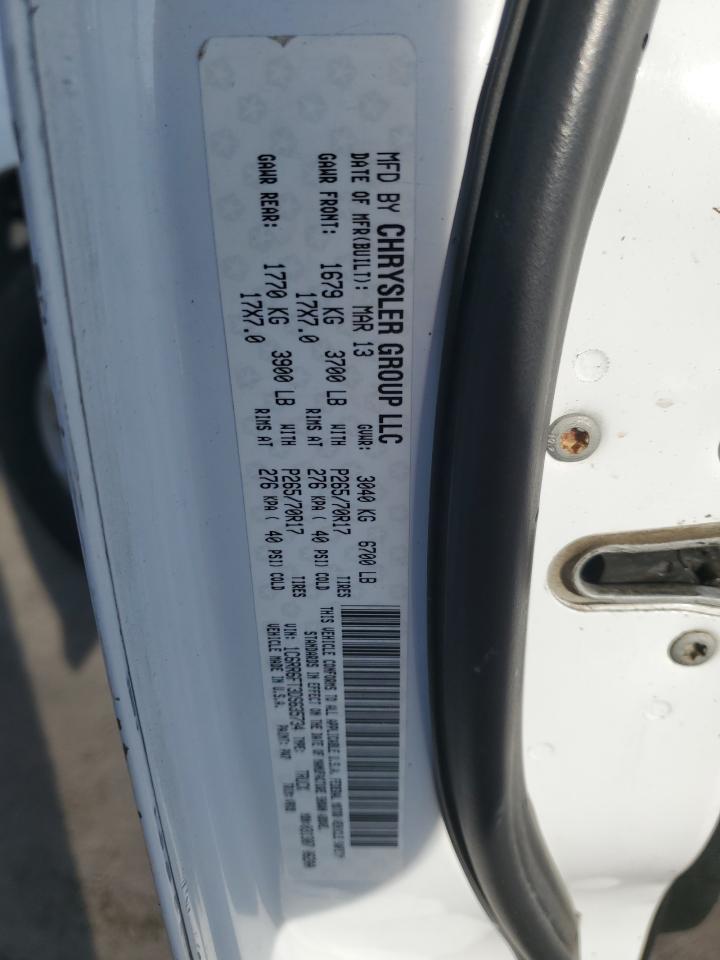 MFD BY CHRYSLER GROUP LLC
DATE OF MFR(BUILT): MAR 13 GVWR: 3040 KG 6700 LB
GAWR FRONT: 1679 KG 3700 LB WITH P265/70R17 TIRES
17X7.0 RIMS AT 276 KPA( 40 PSI) COLD
GAWR REAR: 1770 KG 3900 LB WITH P265/70R17 TIRES
17X7.0 RIMS AT 276 KPA( 40 PSI) COLD
THIS VEHICLE CONFORMS TO ALL APPLICABLE U.S.A. FEDERAL MOTOR VEHICLE SAFETY
STANDARDS IN EFFECT ON THE DATE OF MANUFACTURE SHOWN ABOVE.
VIN: 1C6RR6FT3DS635734 TYPE: TRUCK
VEHICLE MADE IN U.S.A. PAINT: PW7